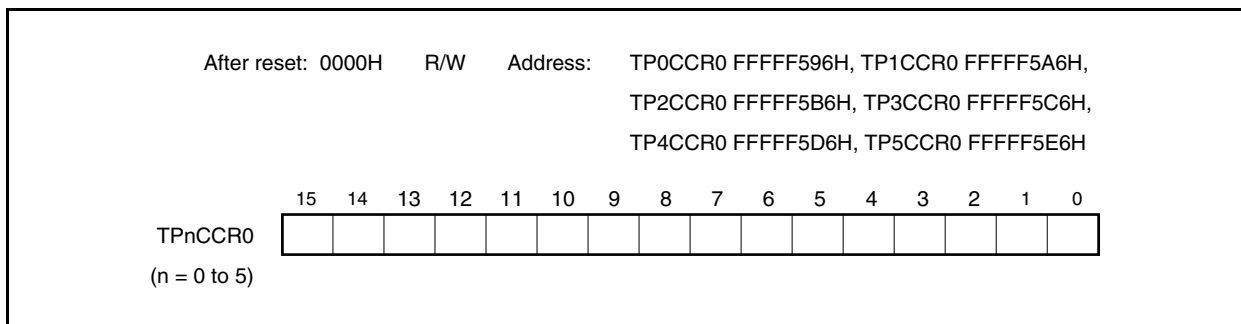 After reset: 0000H R/W Address: TP0CCR0 FFFFF596H, TP1CCR0 FFFFF5A6H,
TP2CCR0 FFFFF5B6H, TP3CCR0 FFFFF5C6H,
TP4CCR0 FFFFF5D6H, TP5CCR0 FFFFF5E6H
15 14 13 12 11 10 9 8 7 6 5 4 3 2 1 0
TPnCCR0
(n = 0 to 5)